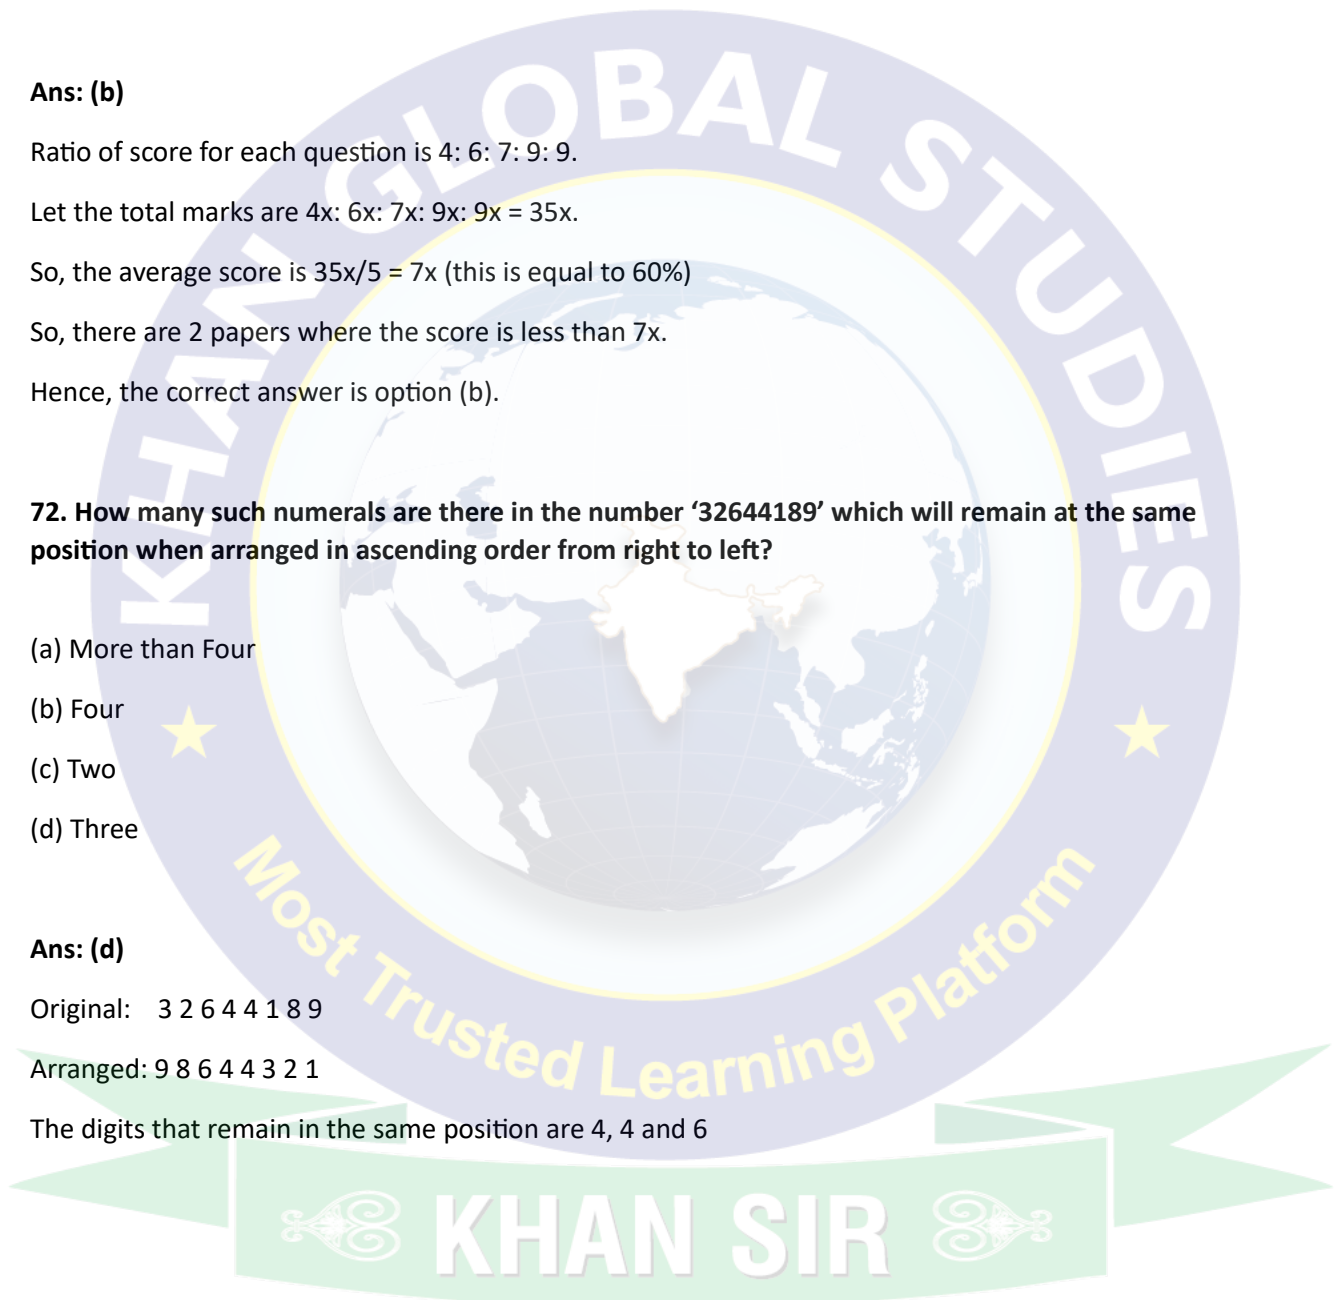 KHAN GLOBAL STUDIES
Ans: (b)
Ratio of score for each question is 4: 6: 7: 9: 9.
Let the total marks are 4x: 6x: 7x: 9x: 9x = 35x.
So, the average score is 35x/5 = 7x (this is equal to 60%)
So, there are 2 papers where the score is less than 7x.
Hence, the correct answer is option (b).
72. How many such numerals are there in the number ‘32644189’ which will remain at the same
position when arranged in ascending order from right to left?
(a) More than Four
(b) Four
(c) Two
(d) Three
Ans: (d)
Original: 3 2 6 4 4 1 8 9
Arranged: 9 8 6 4 4 3 2 1
The digits that remain in the same position are 4, 4 and 6
Most Trusted Learning Platform
KHAN SIR